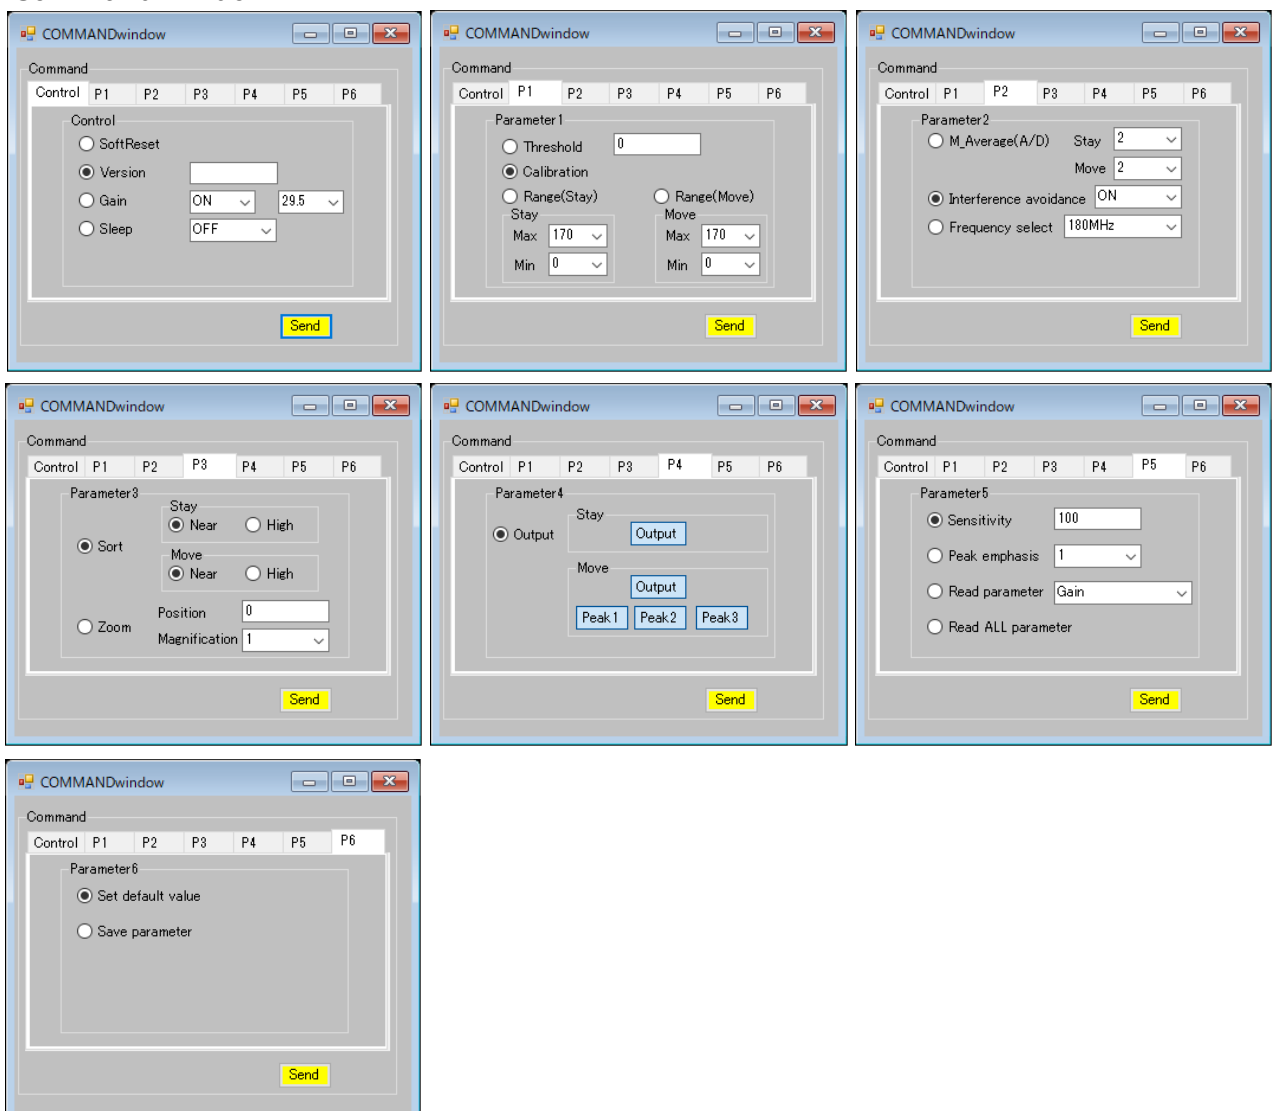 COMMANDwindow
Command
Control P1 P2 P3 P4 P5 P6
Control
SoftReset
Version
Gain ON 29.5
Sleep OFF
Send
COMMANDwindow
Command
Control P1 P2 P3 P4 P5 P6
Parameter1
Threshold 0
Calibration
Range(Stay) Range(Move)
Stay Move
Max 170 Max 170
Min 0 Min 0
Send
COMMANDwindow
Command
Control P1 P2 P3 P4 P5 P6
Parameter2
M_Average(A/D) Stay 2
Move 2
Interference avoidance ON
Frequency select 180MHz
Send
COMMANDwindow
Command
Control P1 P2 P3 P4 P5 P6
Parameter3
Stay
Near High
Sort
Move
Near High
Position 0
Zoom
Magnification 1
Send
COMMANDwindow
Command
Control P1 P2 P3 P4 P5 P6
Parameter4
Stay
Output Output
Move
Output
Peak1 Peak2 Peak3
Send
COMMANDwindow
Command
Control P1 P2 P3 P4 P5 P6
Parameter5
Sensitivity 100
Peak emphasis 1
Read parameter Gain
Read ALL parameter
Send
COMMANDwindow
Command
Control P1 P2 P3 P4 P5 P6
Parameter6
Set default value
Save parameter
Send